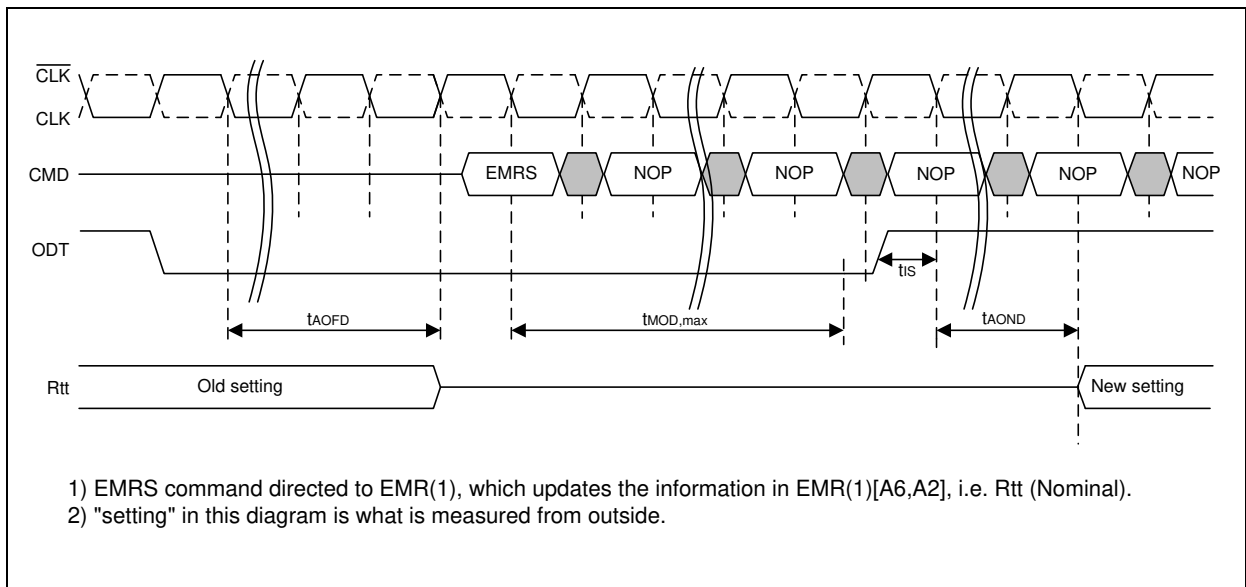 CLK
CLK
CMD
EMRS
NOP
NOP
NOP
NOP
NOP
ODT
tIS
tAOFD
tMOD,max
tAOND
Rtt
Old setting
New setting
1) EMRS command directed to EMR(1), which updates the information in EMR(1)[A6,A2], i.e. Rtt (Nominal).
2) "setting" in this diagram is what is measured from outside.